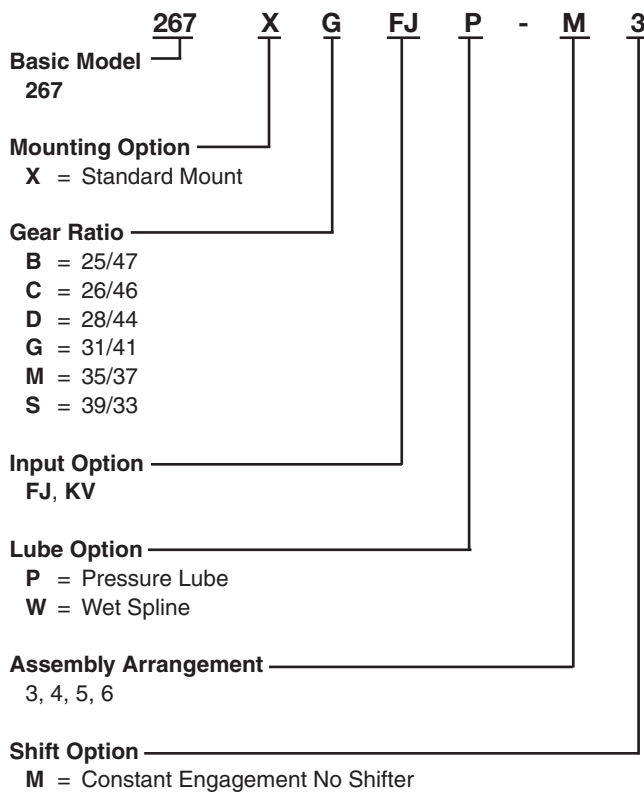 267 X G FJ P - M 3
Basic Model
267
Mounting Option
X = Standard Mount
Gear Ratio
B = 25/47
C = 26/46
D = 28/44
G = 31/41
M = 35/37
S = 39/33
Input Option
FJ, KV
Lube Option
P = Pressure Lube
W = Wet Spline
Assembly Arrangement
3, 4, 5, 6
Shift Option
M = Constant Engagement No Shifter